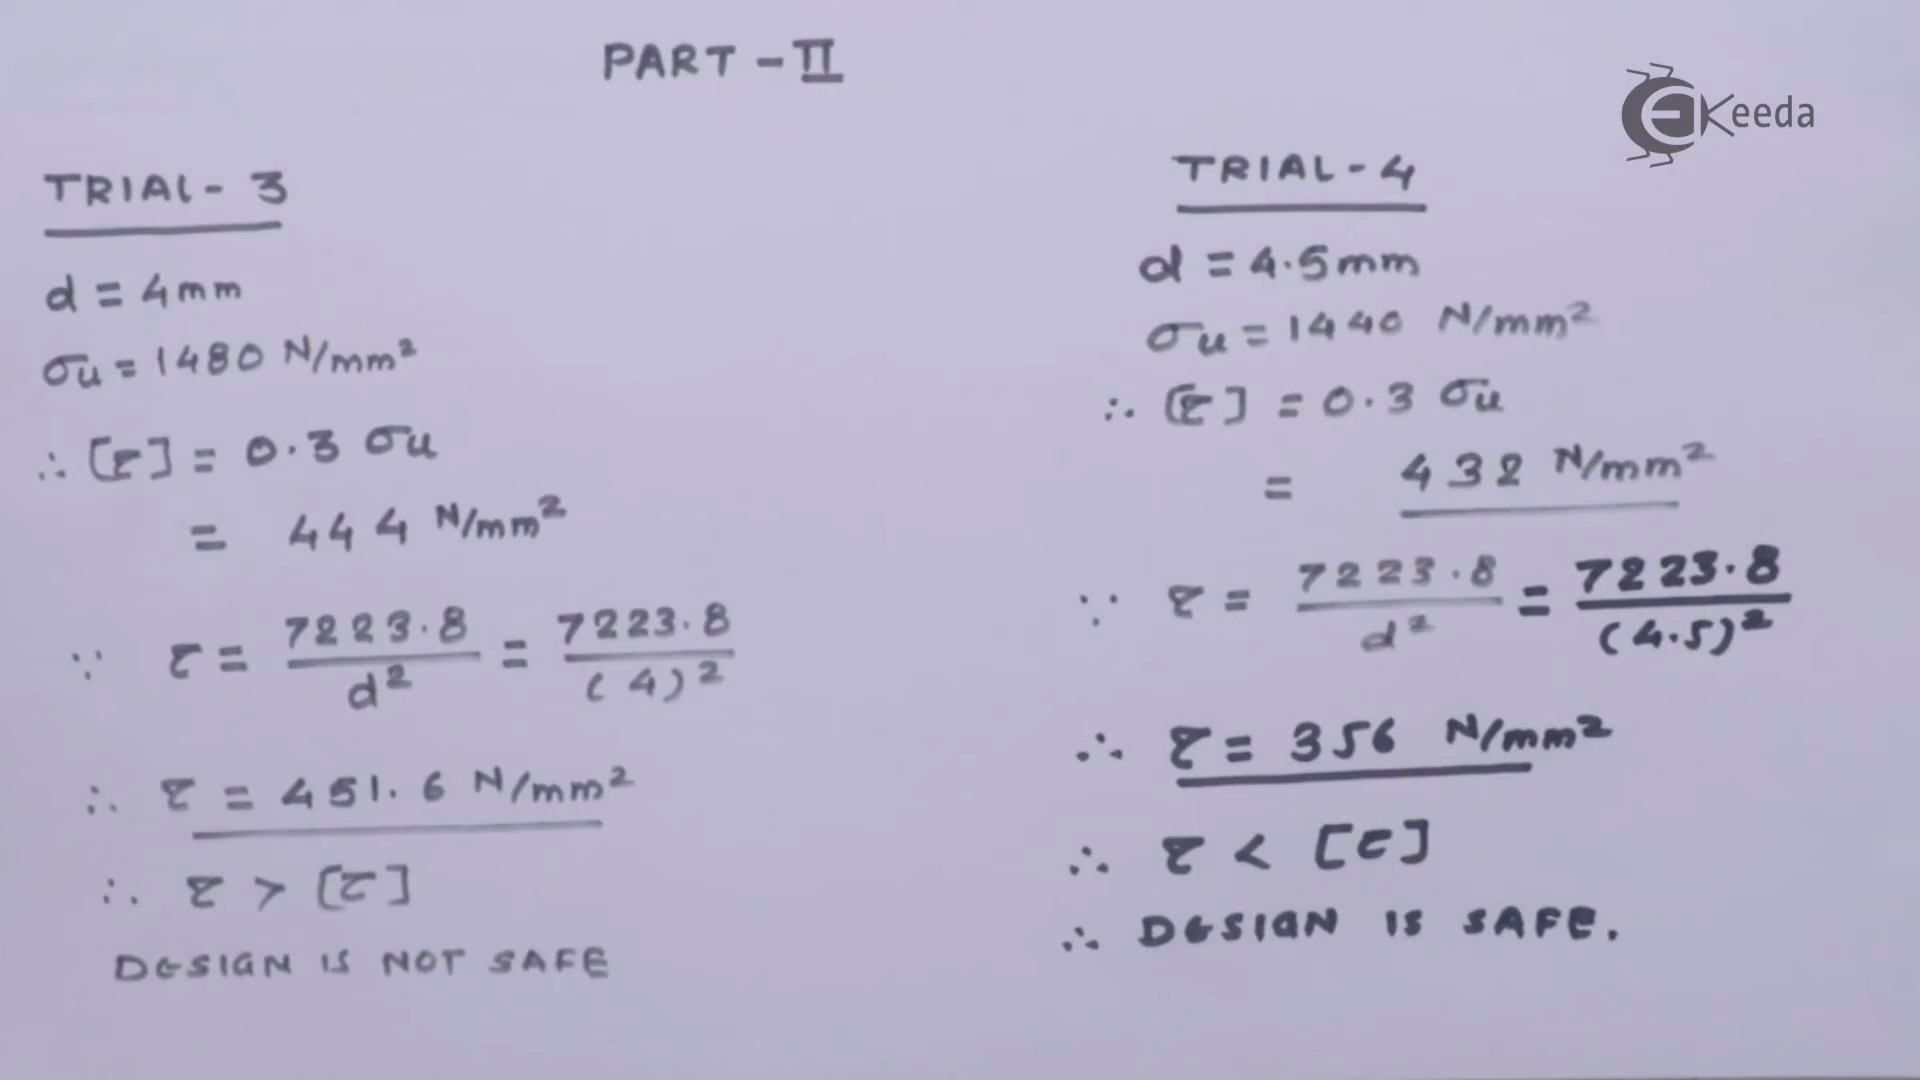 PART - II
EKeeda
TRIAL - 3
d = 4mm
σu = 1480 N/mm²
∴ [τ] = 0.3 σu
= 444 N/mm²
∵ τ = 7223.8/d² = 7223.8/(4)²
∴ τ = 451.6 N/mm²
∴ τ > [τ]
DESIGN IS NOT SAFE
TRIAL - 4
d = 4.5mm
σu = 1440 N/mm²
∴ [τ] = 0.3 σu
= 432 N/mm²
∵ τ = 7223.8/d² = 7223.8/(4.5)²
∴ τ = 356 N/mm²
∴ τ < [τ]
∴ DESIGN IS SAFE.